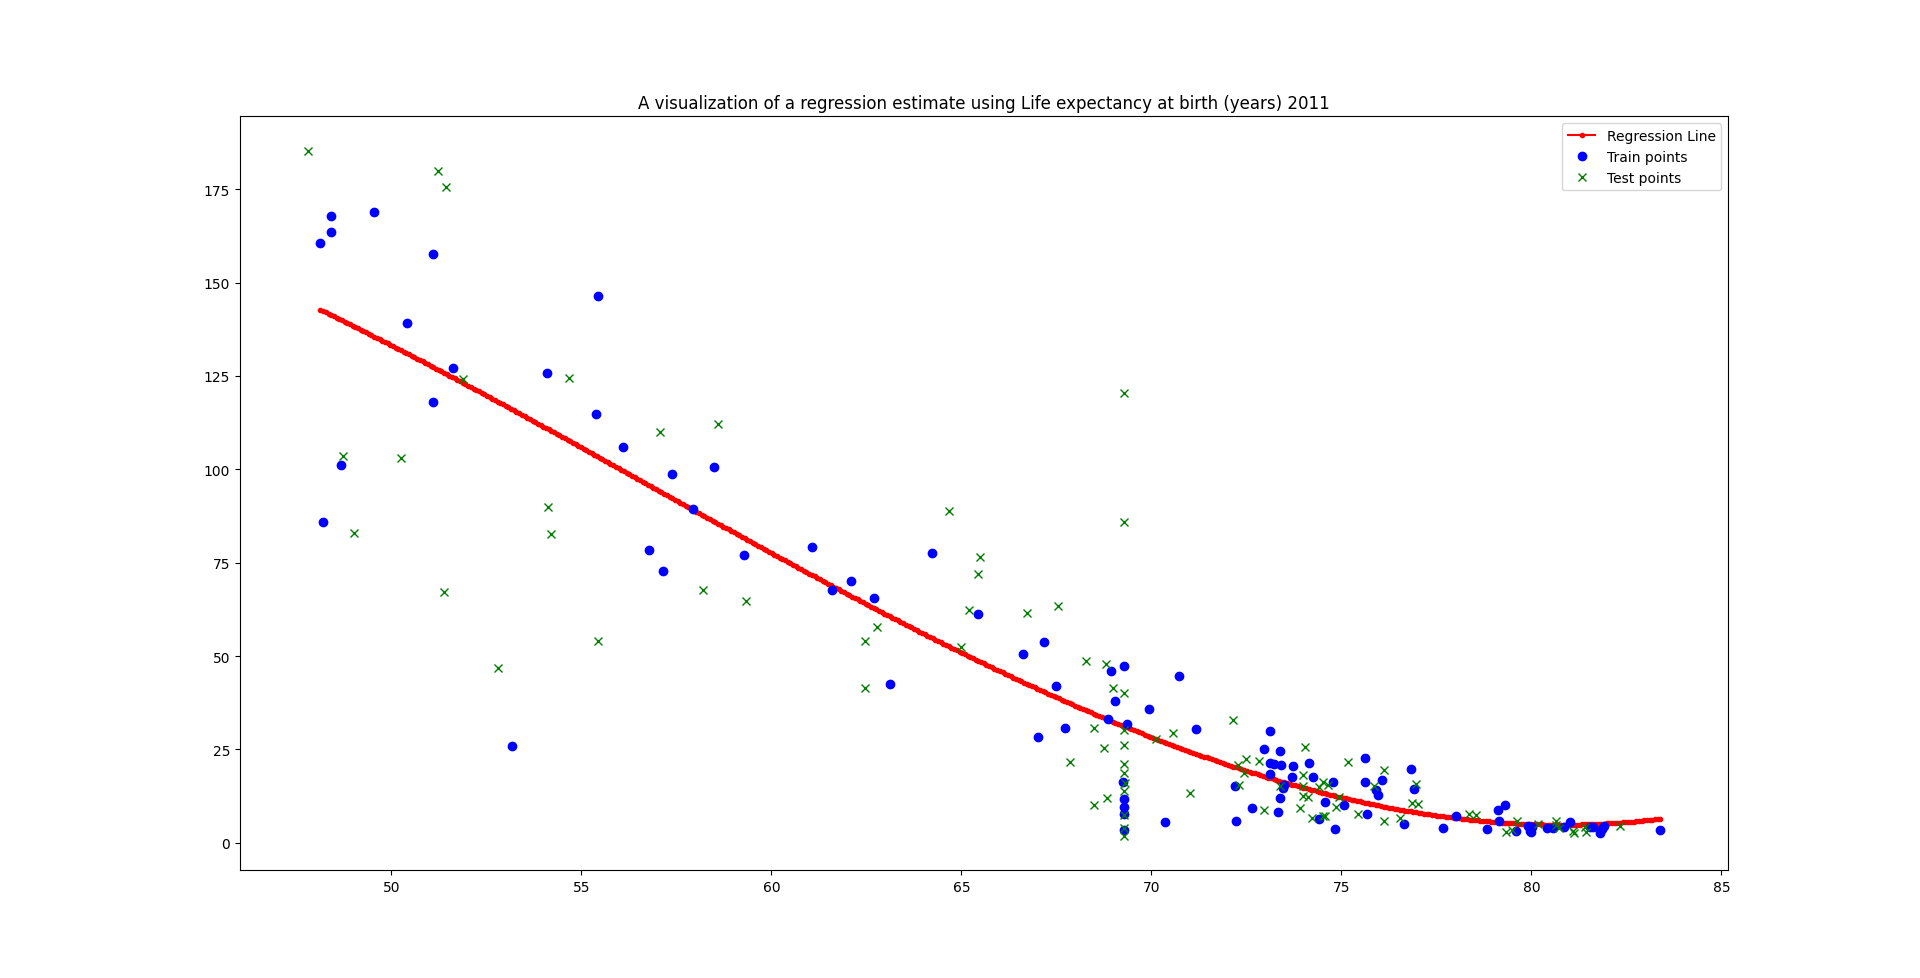 A visualization of a regression estimate using Life expectancy at birth (years) 2011
Regression Line
Train points
Test points
175
150
125
100
75
50
25
0
50 55 60 65 70 75 80 85